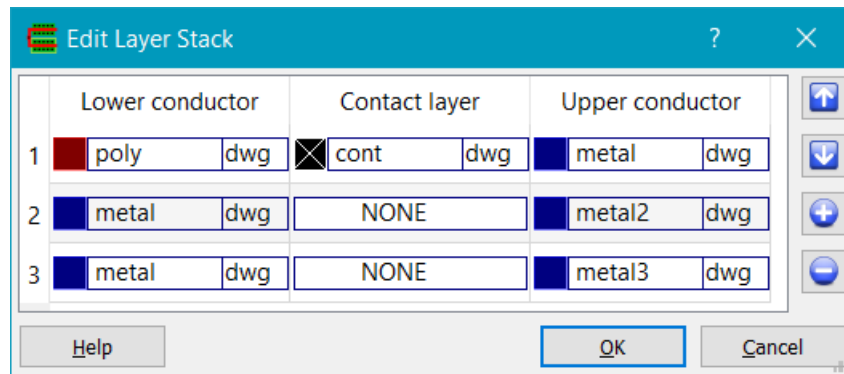 Edit Layer Stack ?
Lower conductor Contact layer Upper conductor
1 poly dwg cont dwg metal dwg
2 metal dwg NONE metal2 dwg
3 metal dwg NONE metal3 dwg
Help OK Cancel